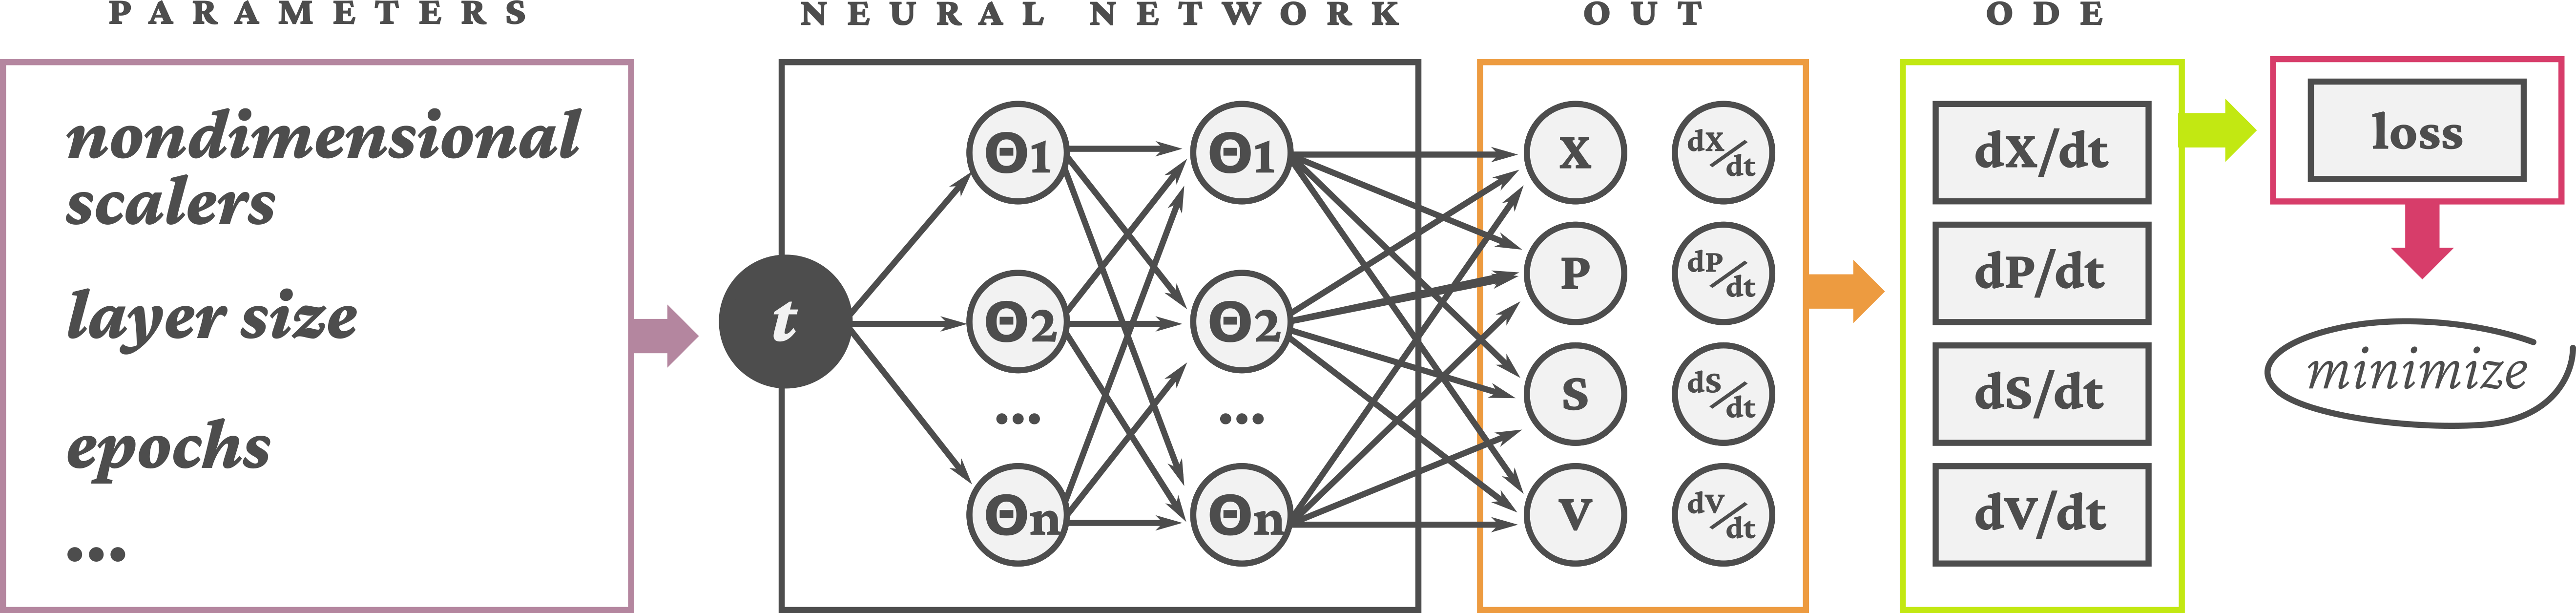 PARAMETERS
NEURAL NETWORK
OUT
ODE
nondimensional
scalers
layer size
epochs
...
t
Θ1
Θ2
...
Θn
Θ1
Θ2
...
Θn
X
P
S
V
dX/dt
dP/dt
dS/dt
dV/dt
dX/dt
dP/dt
dS/dt
dV/dt
loss
minimize